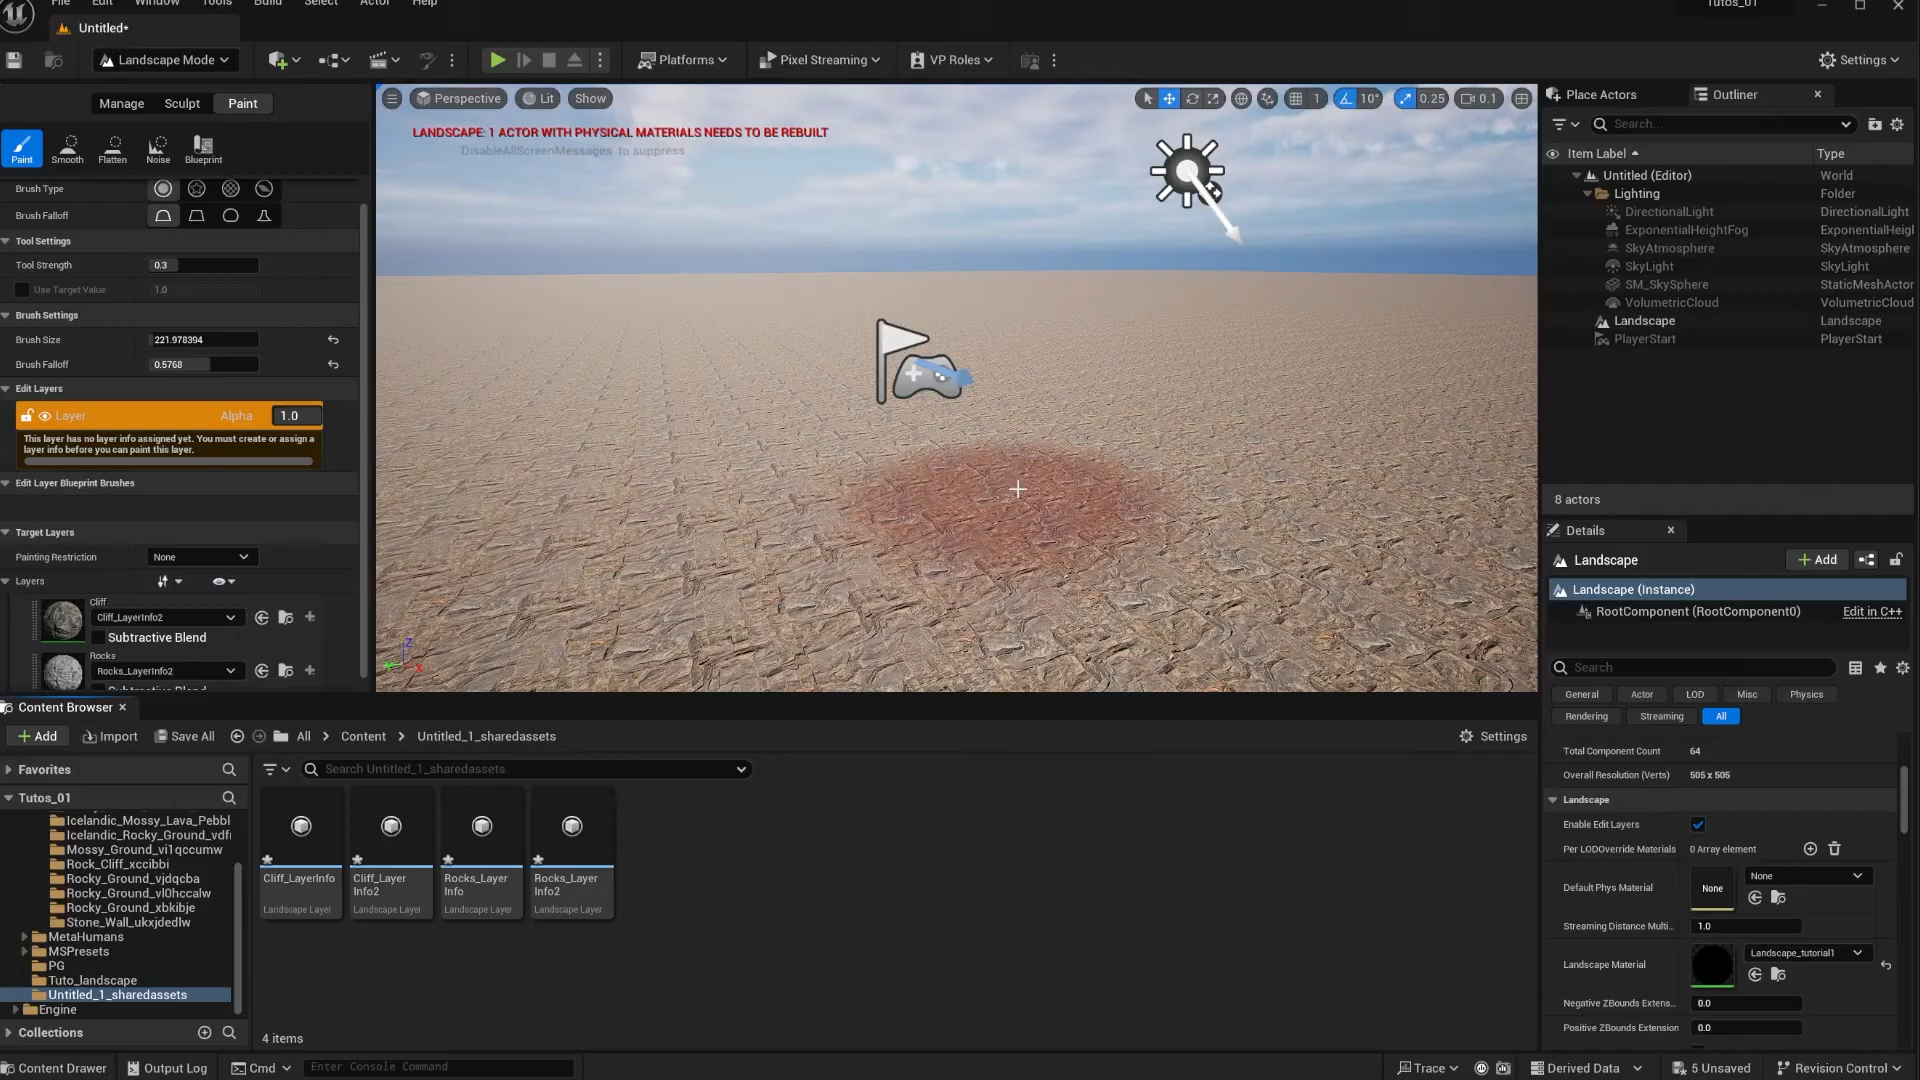 File Edit Window Tools Build Select Actor Help
Tutos_01
Untitled*
Landscape Mode
Platforms
Pixel Streaming
VP Roles
Settings
Manage Sculpt Paint
Paint Smooth Flatten Noise Blueprint
Brush Type
Brush Falloff
Tool Settings
Tool Strength 0.3
Use Target Value 1.0
Brush Settings
Brush Size 221.978394
Brush Falloff 0.5768
Edit Layers
Layer Alpha 1.0
This layer has no layer info assigned yet. You must create or assign a
layer info before you can paint this layer.
Edit Layer Blueprint Brushes
Target Layers
Painting Restriction None
Layers
Cliff
Cliff_LayerInfo2
Subtractive Blend
Rocks
Rocks_LayerInfo2
Subtractive Blend
Perspective Lit Show
1 10° 0.25 0.1
LANDSCAPE: 1 ACTOR WITH PHYSICAL MATERIALS NEEDS TO BE REBUILT
'DisableAllScreenMessages' to suppress
Z
X
Place Actors Outliner
Search...
Item Label Type
Untitled (Editor) World
Lighting Folder
DirectionalLight DirectionalLight
ExponentialHeightFog ExponentialHeigl
SkyAtmosphere SkyAtmosphere
SkyLight SkyLight
SM_SkySphere StaticMeshActor
VolumetricCloud VolumetricCloud
Landscape Landscape
PlayerStart PlayerStart
8 actors
Details
Landscape + Add
Landscape (Instance)
RootComponent (RootComponent0) Edit in C++
Search
General Actor LOD Misc Physics
Rendering Streaming All
Total Component Count 64
Overall Resolution (Verts) 505 x 505
Landscape
Enable Edit Layers
Per LODOverride Materials 0 Array element
Default Phys Material None None
Streaming Distance Multi... 1.0
Landscape Material Landscape_tutorial1
Negative ZBounds Extens... 0.0
Positive ZBounds Extension 0.0
Content Browser
+ Add Import Save All All > Content > Untitled_1_sharedassets Settings
Favorites
Search Untitled_1_sharedassets
Tutos_01
Icelandic_Mossy_Lava_Pebbl
Icelandic_Rocky_Ground_vdfi
Mossy_Ground_vi1qccumw
Rock_Cliff_xccibbi
Rocky_Ground_vjdqcba
Rocky_Ground_vl0hccalw
Rocky_Ground_xbkibje
Stone_Wall_ukxjdedlw
MetaHumans
MSPresets
PG
Tuto_landscape
Untitled_1_sharedassets
Engine
Collections
Cliff_LayerInfo
Landscape Layer
Cliff_Layer
Info2
Landscape Layer
Rocks_Layer
Info
Landscape Layer
Rocks_Layer
Info2
Landscape Layer
4 items
Content Drawer Output Log Cmd Enter Console Command Trace Derived Data 5 Unsaved Revision Control